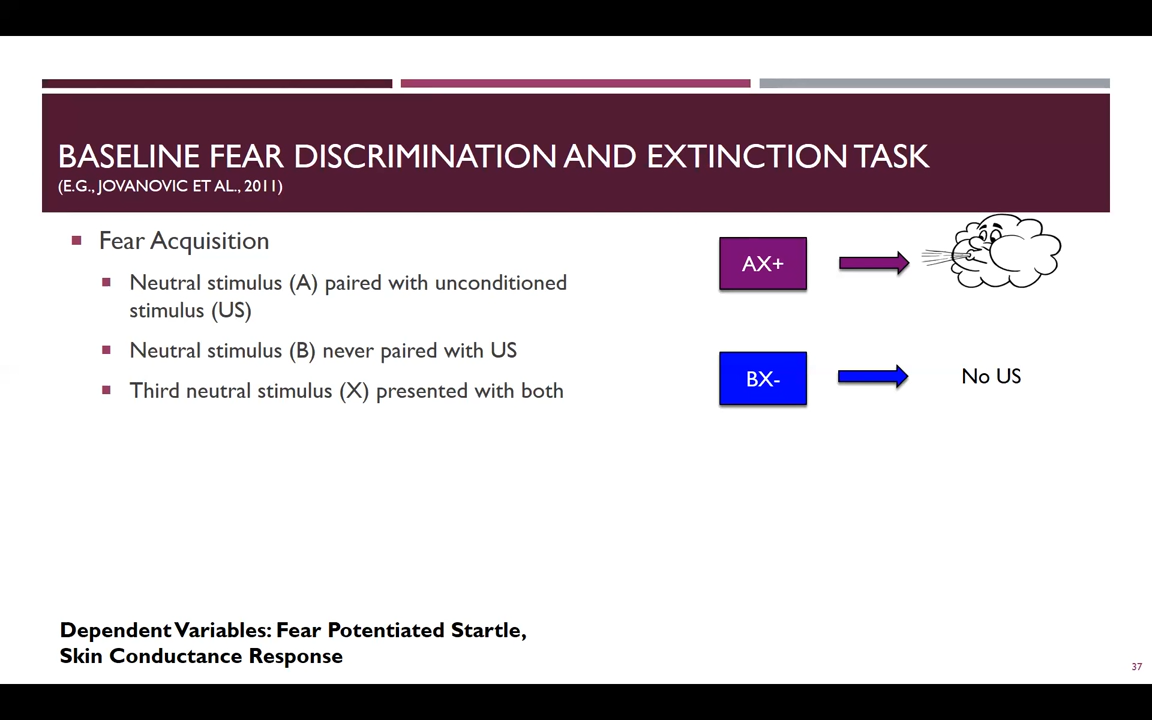 BASELINE FEAR DISCRIMINATION AND EXTINCTION TASK
(E.G., JOVANOVIC ET AL., 2011)
Fear Acquisition
Neutral stimulus (A) paired with unconditioned
stimulus (US)
Neutral stimulus (B) never paired with US
Third neutral stimulus (X) presented with both
AX+
BX-
No US
Dependent Variables: Fear Potentiated Startle,
Skin Conductance Response
37